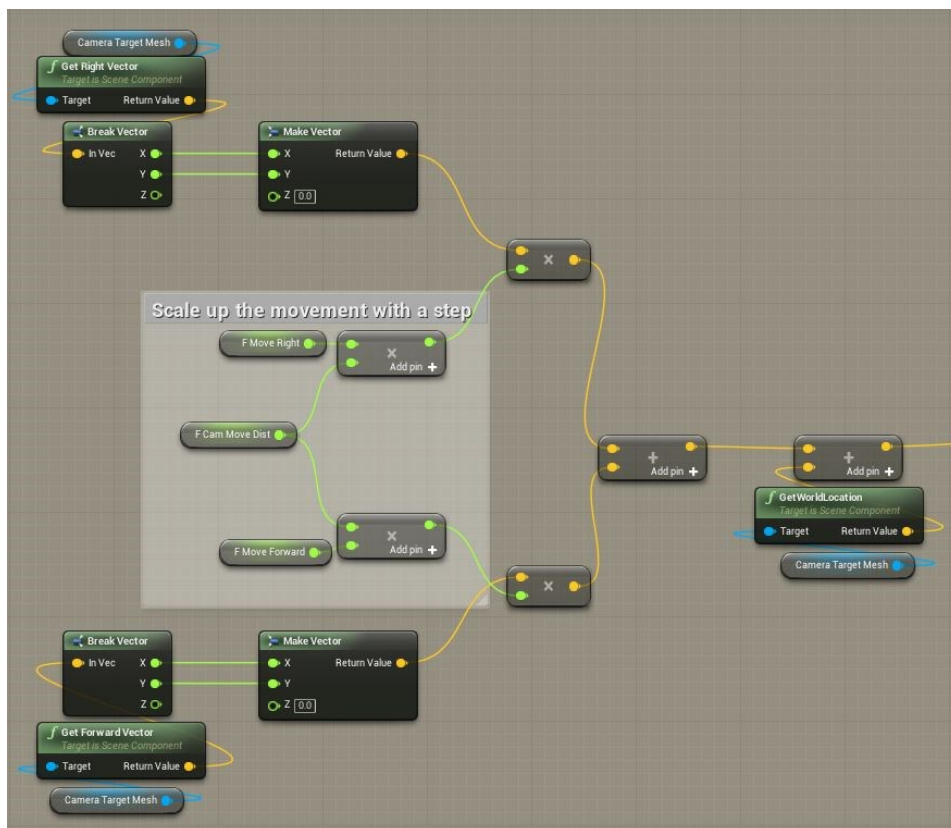 Camera Target Mesh
Get Right Vector
Target is Scene Component
Target Return Value
Break Vector
In Vec X
Y
Z
Make Vector
X Return Value
Y
Z 0.0
×
Scale up the movement with a step
F Move Right
×
Add pin +
F Cam Move Dist
F Move Forward
×
Add pin +
×
+
Add pin +
+
Add pin +
GetWorldLocation
Target is Scene Component
Target Return Value
Camera Target Mesh
Break Vector
In Vec X
Y
Z
Make Vector
X Return Value
Y
Z 0.0
Get Forward Vector
Target is Scene Component
Target Return Value
Camera Target Mesh